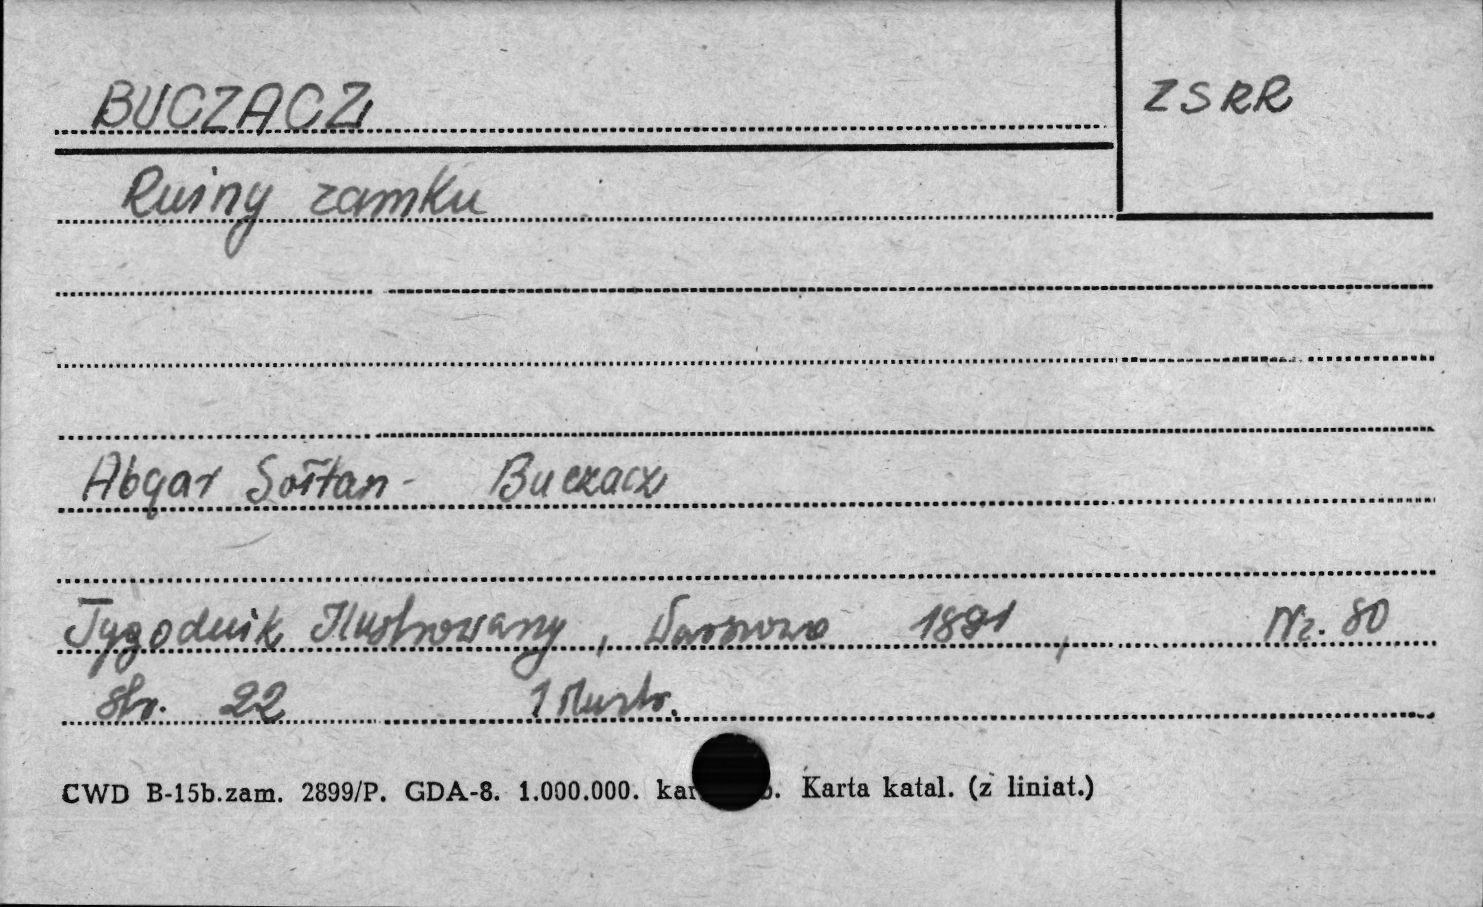 BUCZACZ
ZSRR
Ruiny zamku
Abgar Sołtan - Buczacz
Tygodnik Ilustrowany, Warszawa 1891, Nr. 80
str. 22 1 ilustr.
CWD B-15b.zam. 2899/P. GDA-8. 1.000.000. Karta katal. (z liniat.)